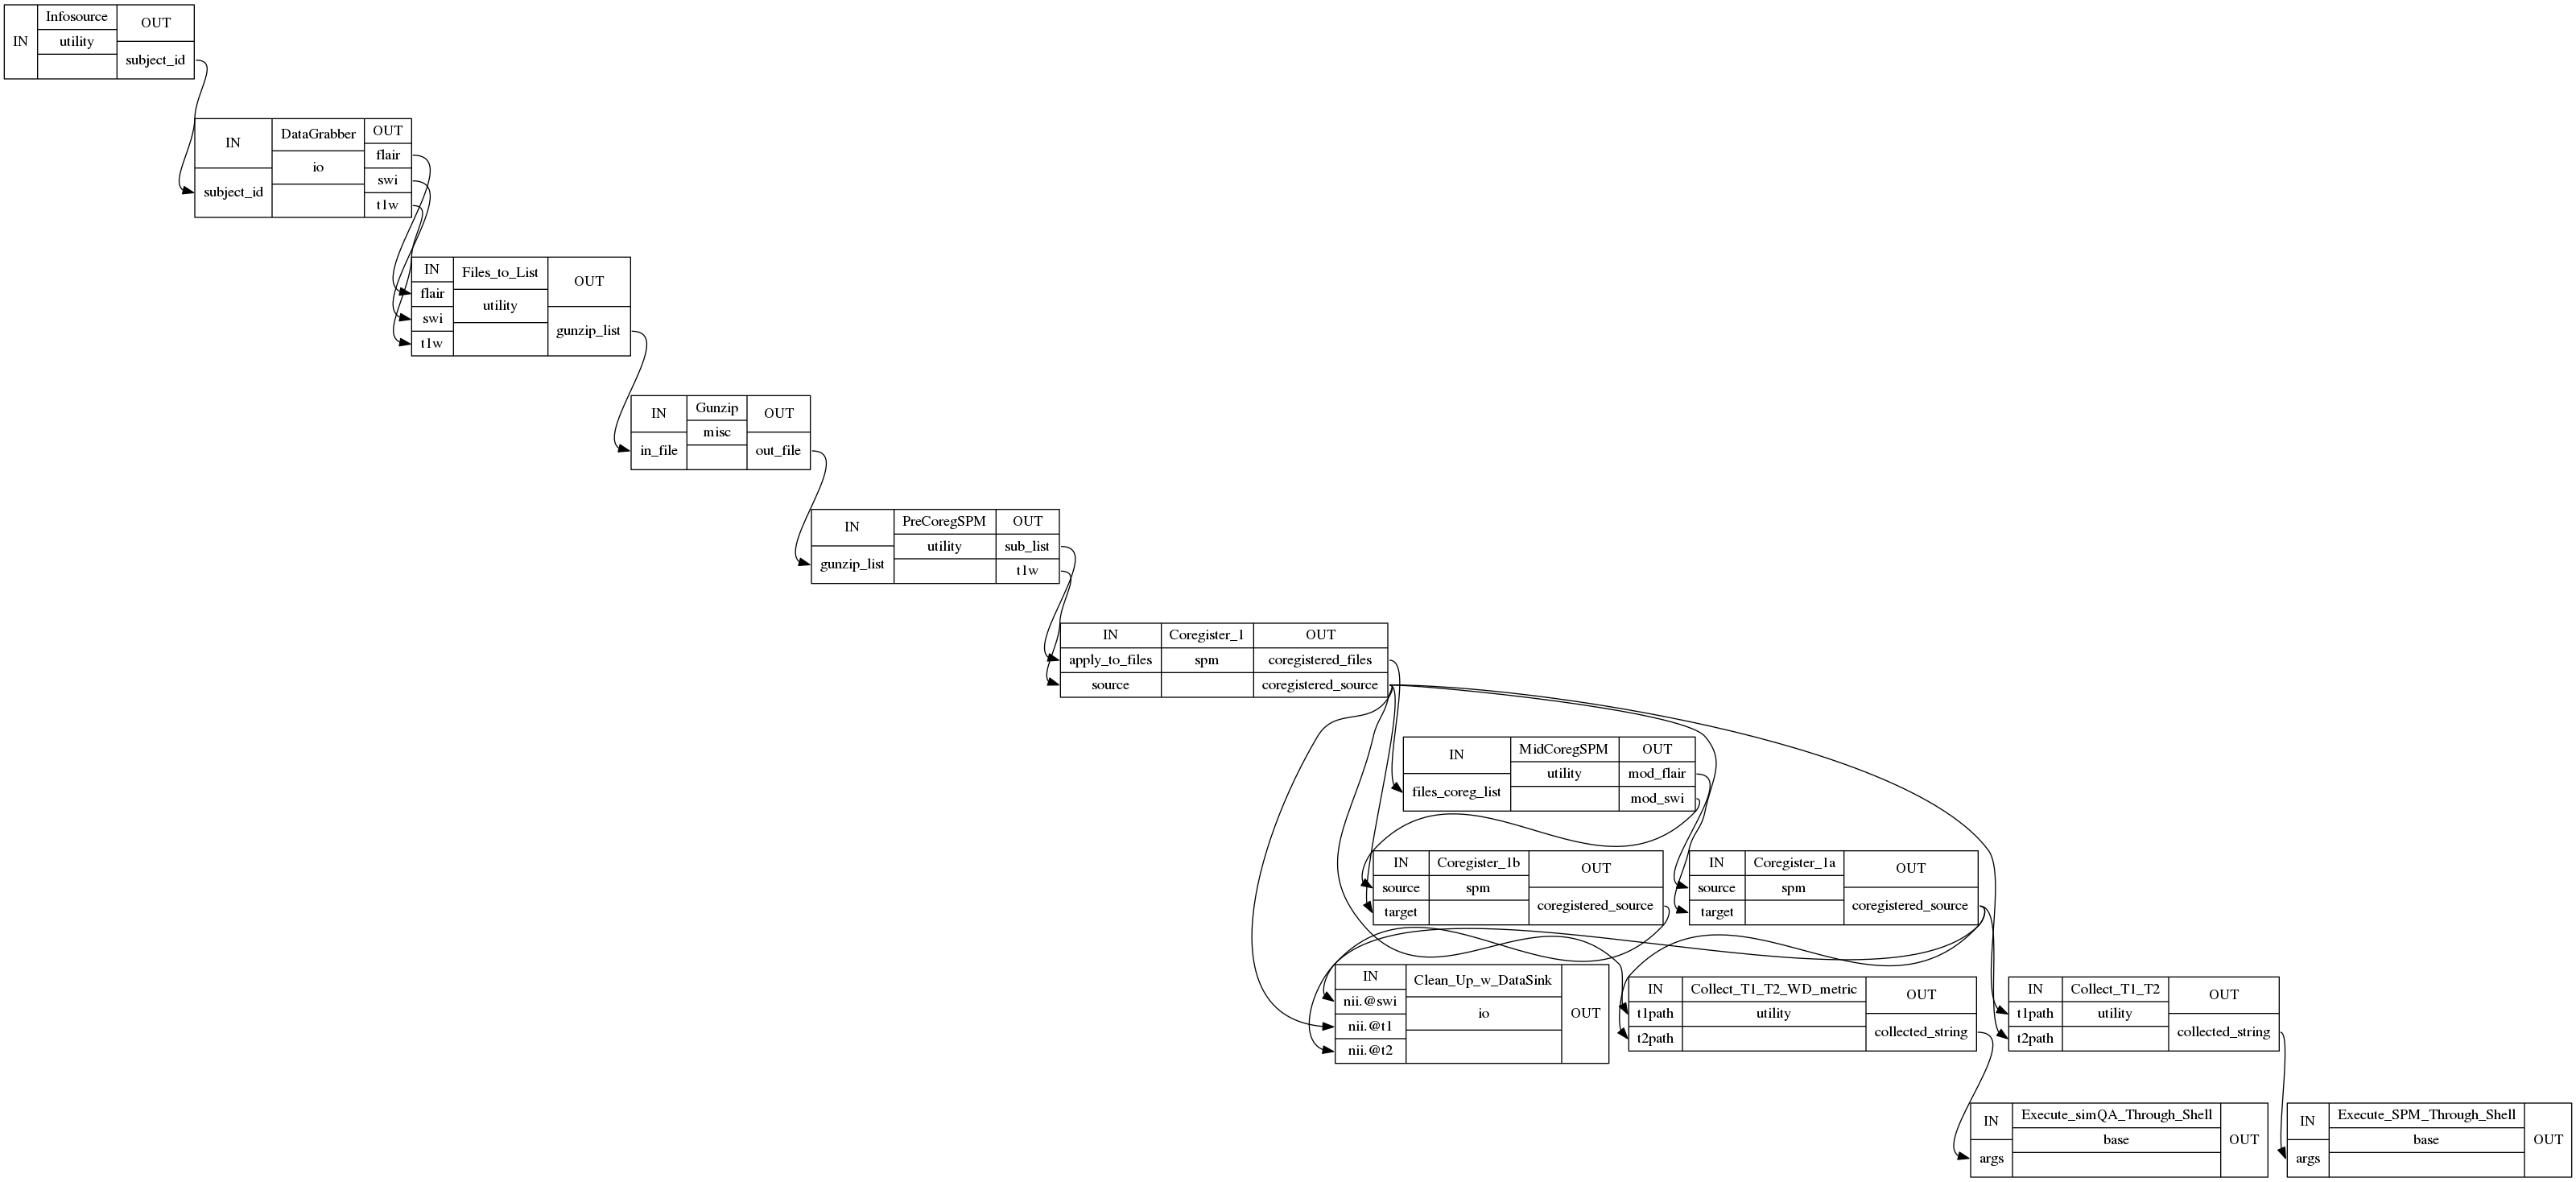 IN
Infosource
utility
OUT
subject_id
IN
subject_id
DataGrabber
io
OUT
flair
swi
t1w
IN
flair
swi
t1w
Files_to_List
utility
OUT
gunzip_list
IN
in_file
Gunzip
misc
OUT
out_file
IN
gunzip_list
PreCoregSPM
utility
OUT
sub_list
t1w
IN
apply_to_files
source
Coregister_1
spm
OUT
coregistered_files
coregistered_source
IN
files_coreg_list
MidCoregSPM
utility
OUT
mod_flair
mod_swi
IN
source
target
Coregister_1b
spm
OUT
coregistered_source
IN
source
target
Coregister_1a
spm
OUT
coregistered_source
IN
nii.@swi
nii.@t1
nii.@t2
Clean_Up_w_DataSink
io
OUT
IN
t1path
t2path
Collect_T1_T2_WD_metric
utility
OUT
collected_string
IN
t1path
t2path
Collect_T1_T2
utility
OUT
collected_string
IN
args
Execute_simQA_Through_Shell
base
OUT
IN
args
Execute_SPM_Through_Shell
base
OUT